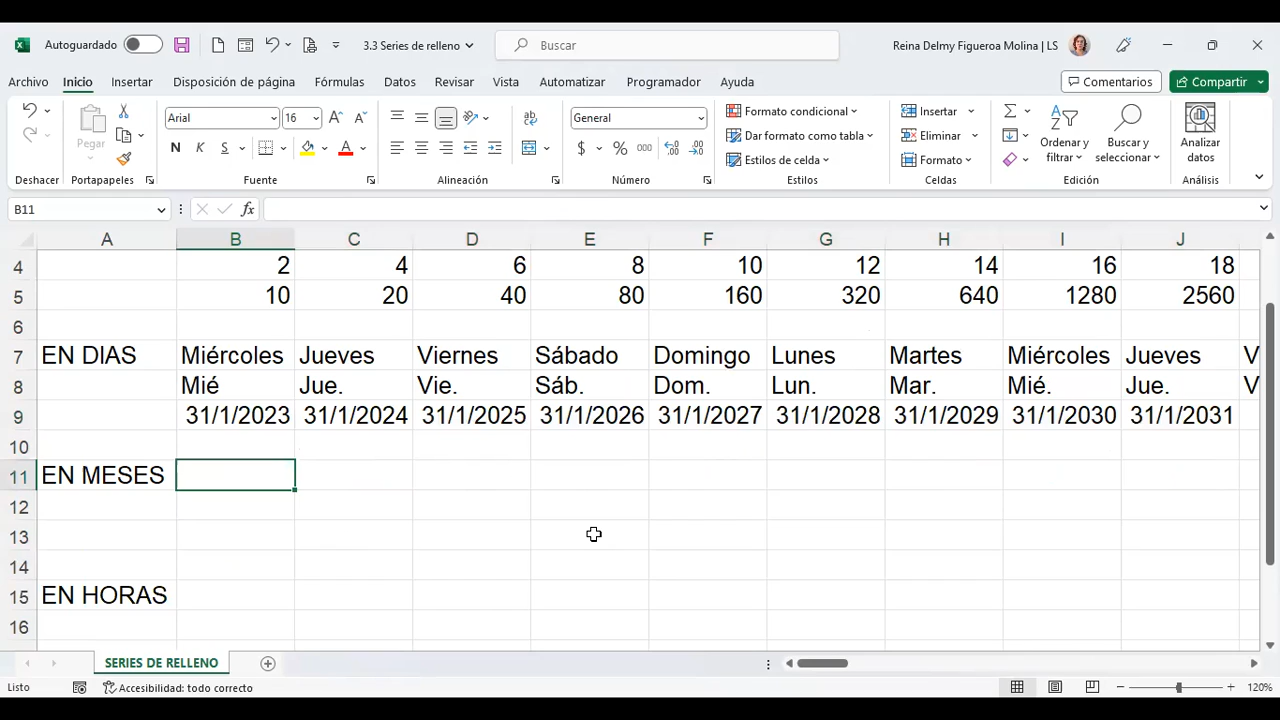 Autoguardado 3.3 Series de relleno Buscar Reina Delmy Figueroa Molina | LS
Archivo Inicio Insertar Disposición de página Fórmulas Datos Revisar Vista Automatizar Programador Ayuda Comentarios Compartir
Pegar Arial 16 General Formato condicional Insertar Ordenar y filtrar Buscar y seleccionar Analizar datos
Dar formato como tabla Eliminar
N K S $ % 000 Estilos de celda Formato
Deshacer Portapapeles Fuente Alineación Número Estilos Celdas Edición Análisis
B11 fx
A B C D E F G H I J
4 2 4 6 8 10 12 14 16 18
5 10 20 40 80 160 320 640 1280 2560
6
7 EN DIAS Miércoles Jueves Viernes Sábado Domingo Lunes Martes Miércoles Jueves V
8 Mié Jue. Vie. Sáb. Dom. Lun. Mar. Mié. Jue. V
9 31/1/2023 31/1/2024 31/1/2025 31/1/2026 31/1/2027 31/1/2028 31/1/2029 31/1/2030 31/1/2031
10
11 EN MESES
12
13
14
15 EN HORAS
16
SERIES DE RELLENO
Listo Accesibilidad: todo correcto 120%